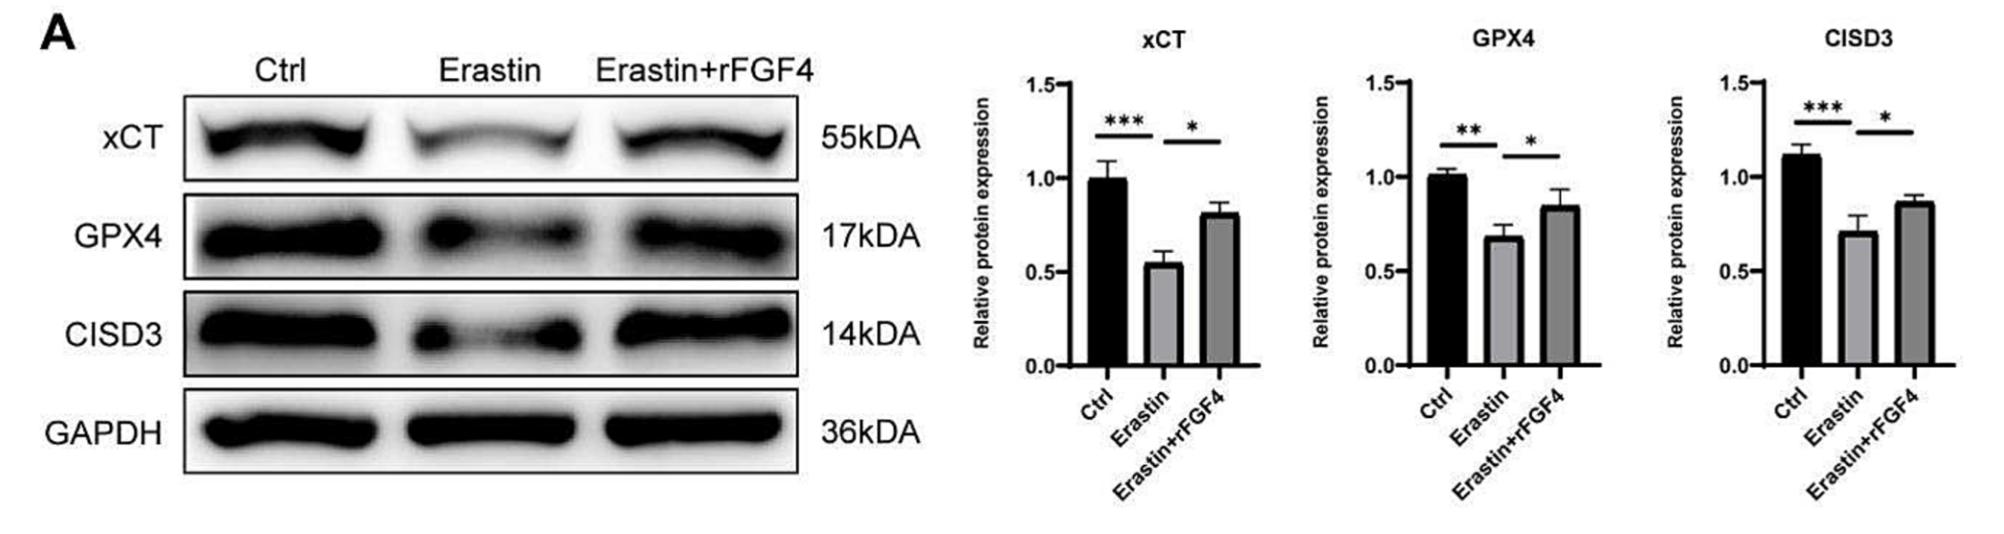 A
Ctrl Erastin Erastin+rFGF4
xCT 55kDA
GPX4 17kDA
CISD3 14kDA
GAPDH 36kDA
xCT
Relative protein expression
1.5
1.0
0.5
0.0
*** *
Ctrl
Erastin
Erastin+rFGF4
GPX4
Relative protein expression
1.5
1.0
0.5
0.0
** *
Ctrl
Erastin
Erastin+rFGF4
CISD3
Relative protein expression
1.5
1.0
0.5
0.0
*** *
Ctrl
Erastin
Erastin+rFGF4